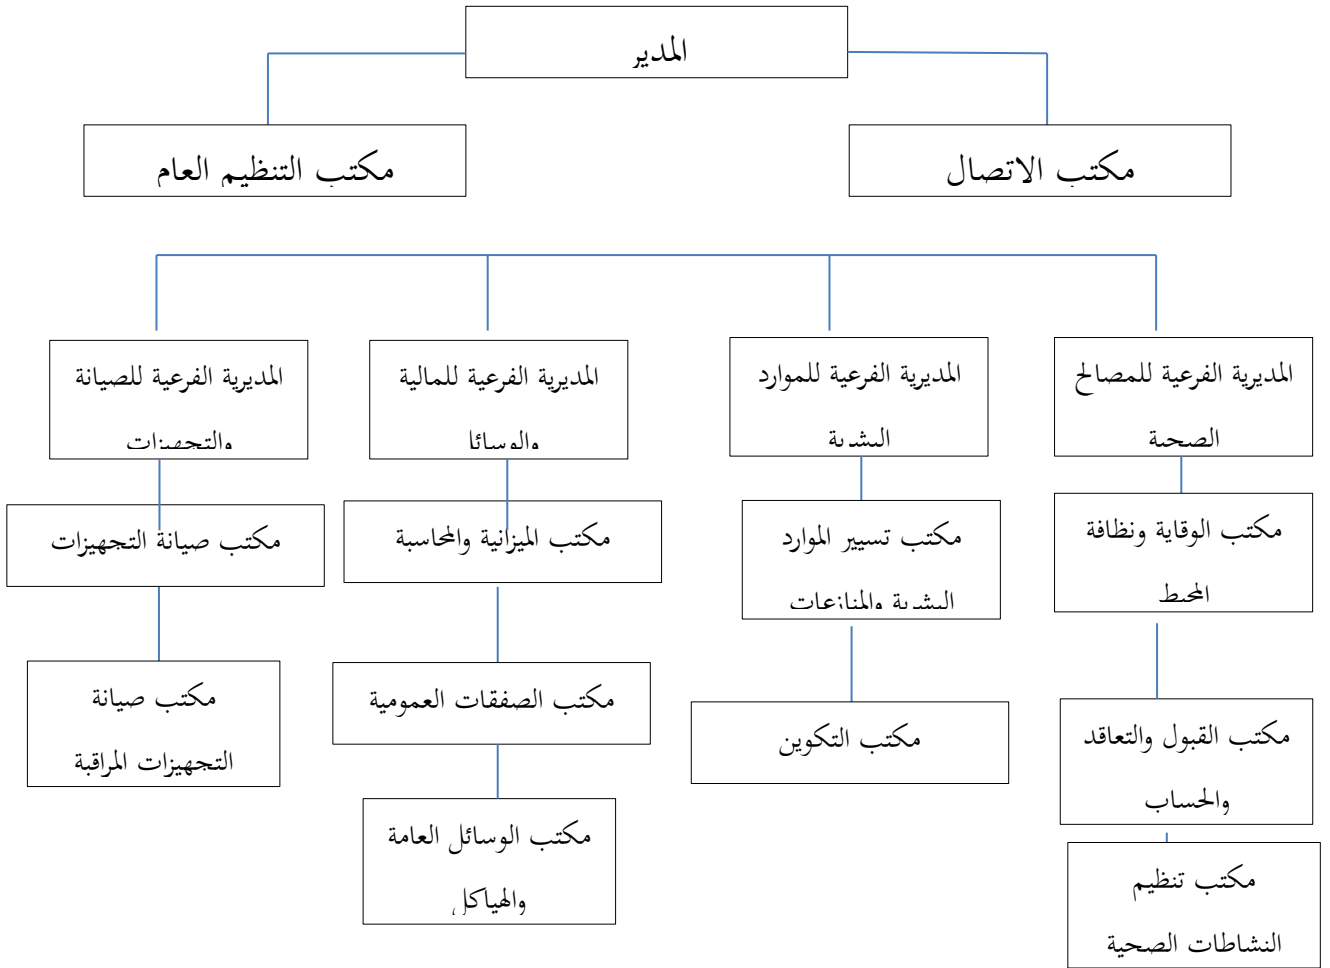 المدير
مكتب الاتصال
مكتب التنظيم العام
المديرية الفرعية للمصالح
الصحية
المديرية الفرعية للموارد
البشرية
المديرية الفرعية للمالية
والوسائل
المديرية الفرعية للصيانة
والتجهيزات
مكتب الوقاية ونظافة
المحيط
مكتب تسيير الموارد
البشرية والمنازعات
مكتب الميزانية والمحاسبة
مكتب صيانة التجهيزات
مكتب القبول والتعاقد
والحساب
مكتب التكوين
مكتب الصفقات العمومية
مكتب صيانة
التجهيزات المراقبة
مكتب تنظيم
النشاطات الصحية
مكتب الوسائل العامة
والهياكل